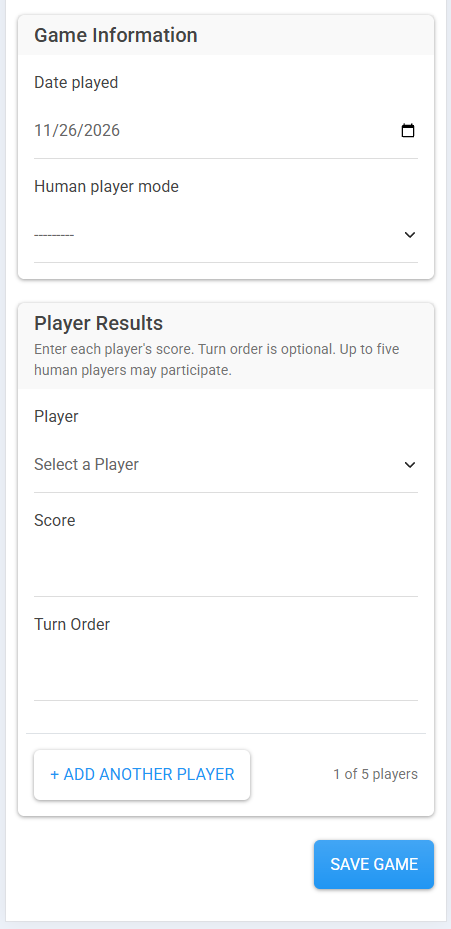 Game Information
Date played
11/26/2026
Human player mode
---------
Player Results
Enter each player's score. Turn order is optional. Up to five
human players may participate.
Player
Select a Player
Score
Turn Order
+ ADD ANOTHER PLAYER
1 of 5 players
SAVE GAME